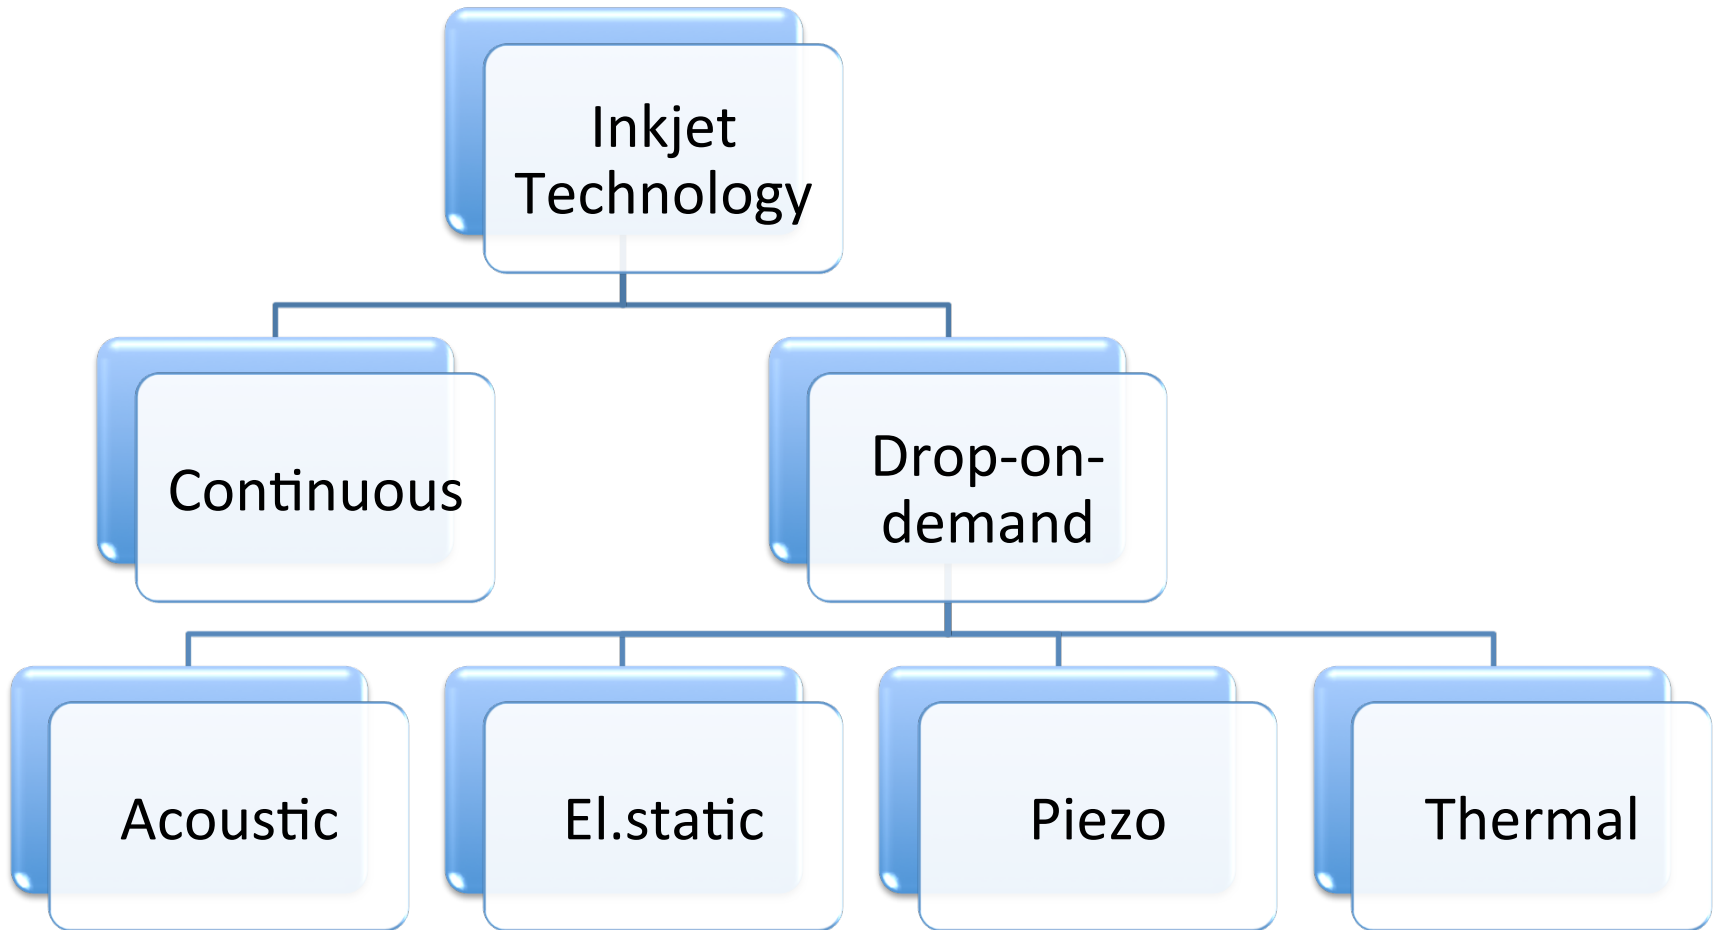 Inkjet
Technology
Continuous
Drop-on-
demand
Acoustic
El.static
Piezo
Thermal